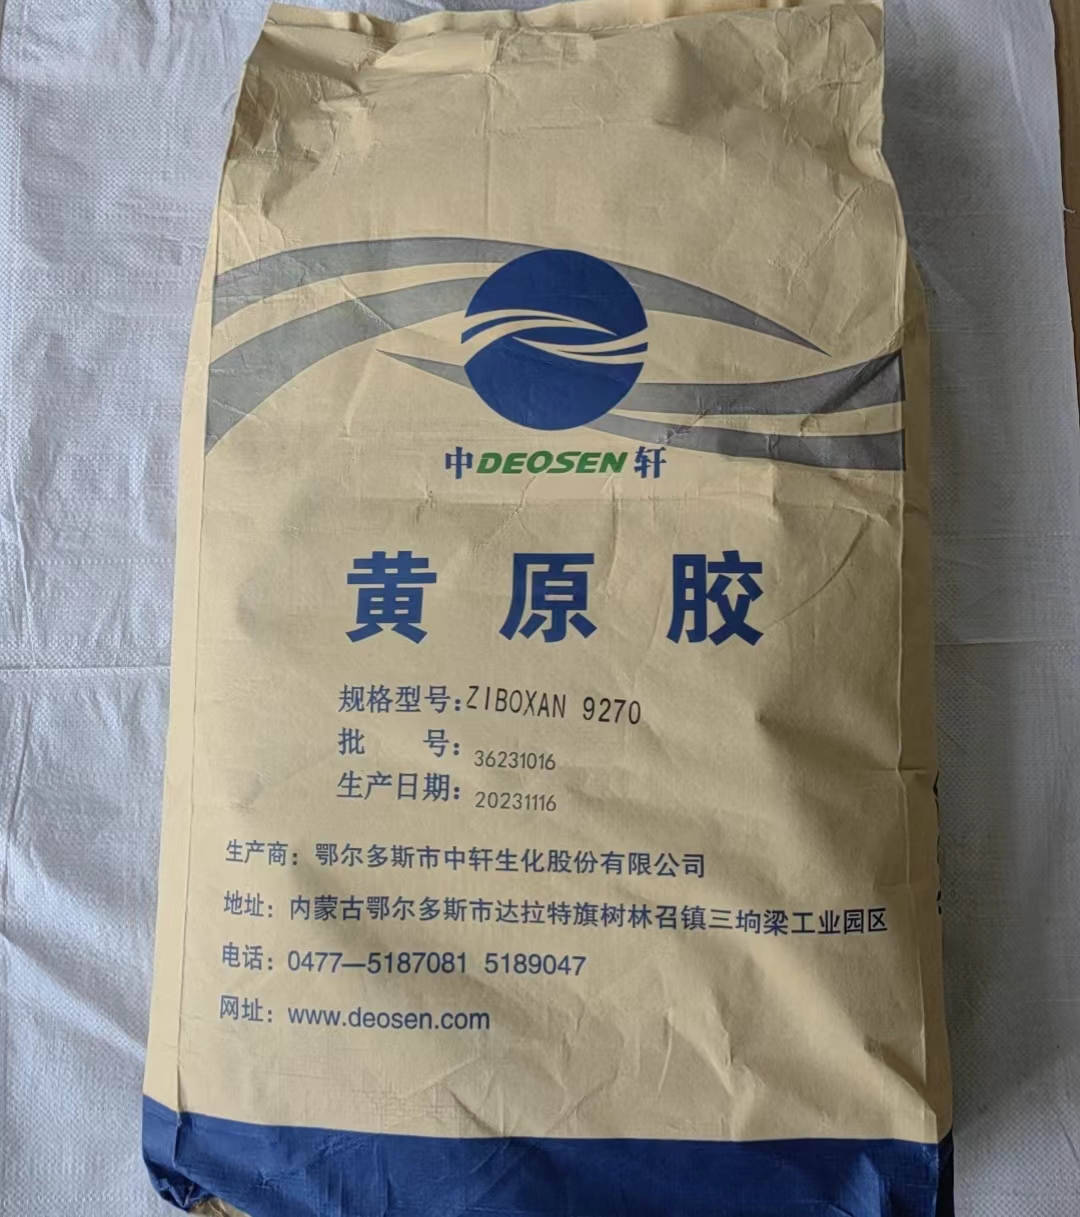 中DEOSEN轩
黄原胶
规格型号:ZIBOXAN 9270
批 号:36231016
生产日期:20231116
生产商:鄂尔多斯市中轩生化股份有限公司
地址:内蒙古鄂尔多斯市达拉特旗树林召镇三垧梁工业园区
电话:0477—5187081 5189047
网址:www.deosen.com